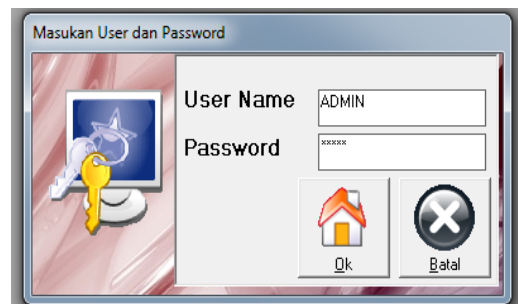 Masukan User dan Password
User Name ADMIN
Password *****
Ok Batal